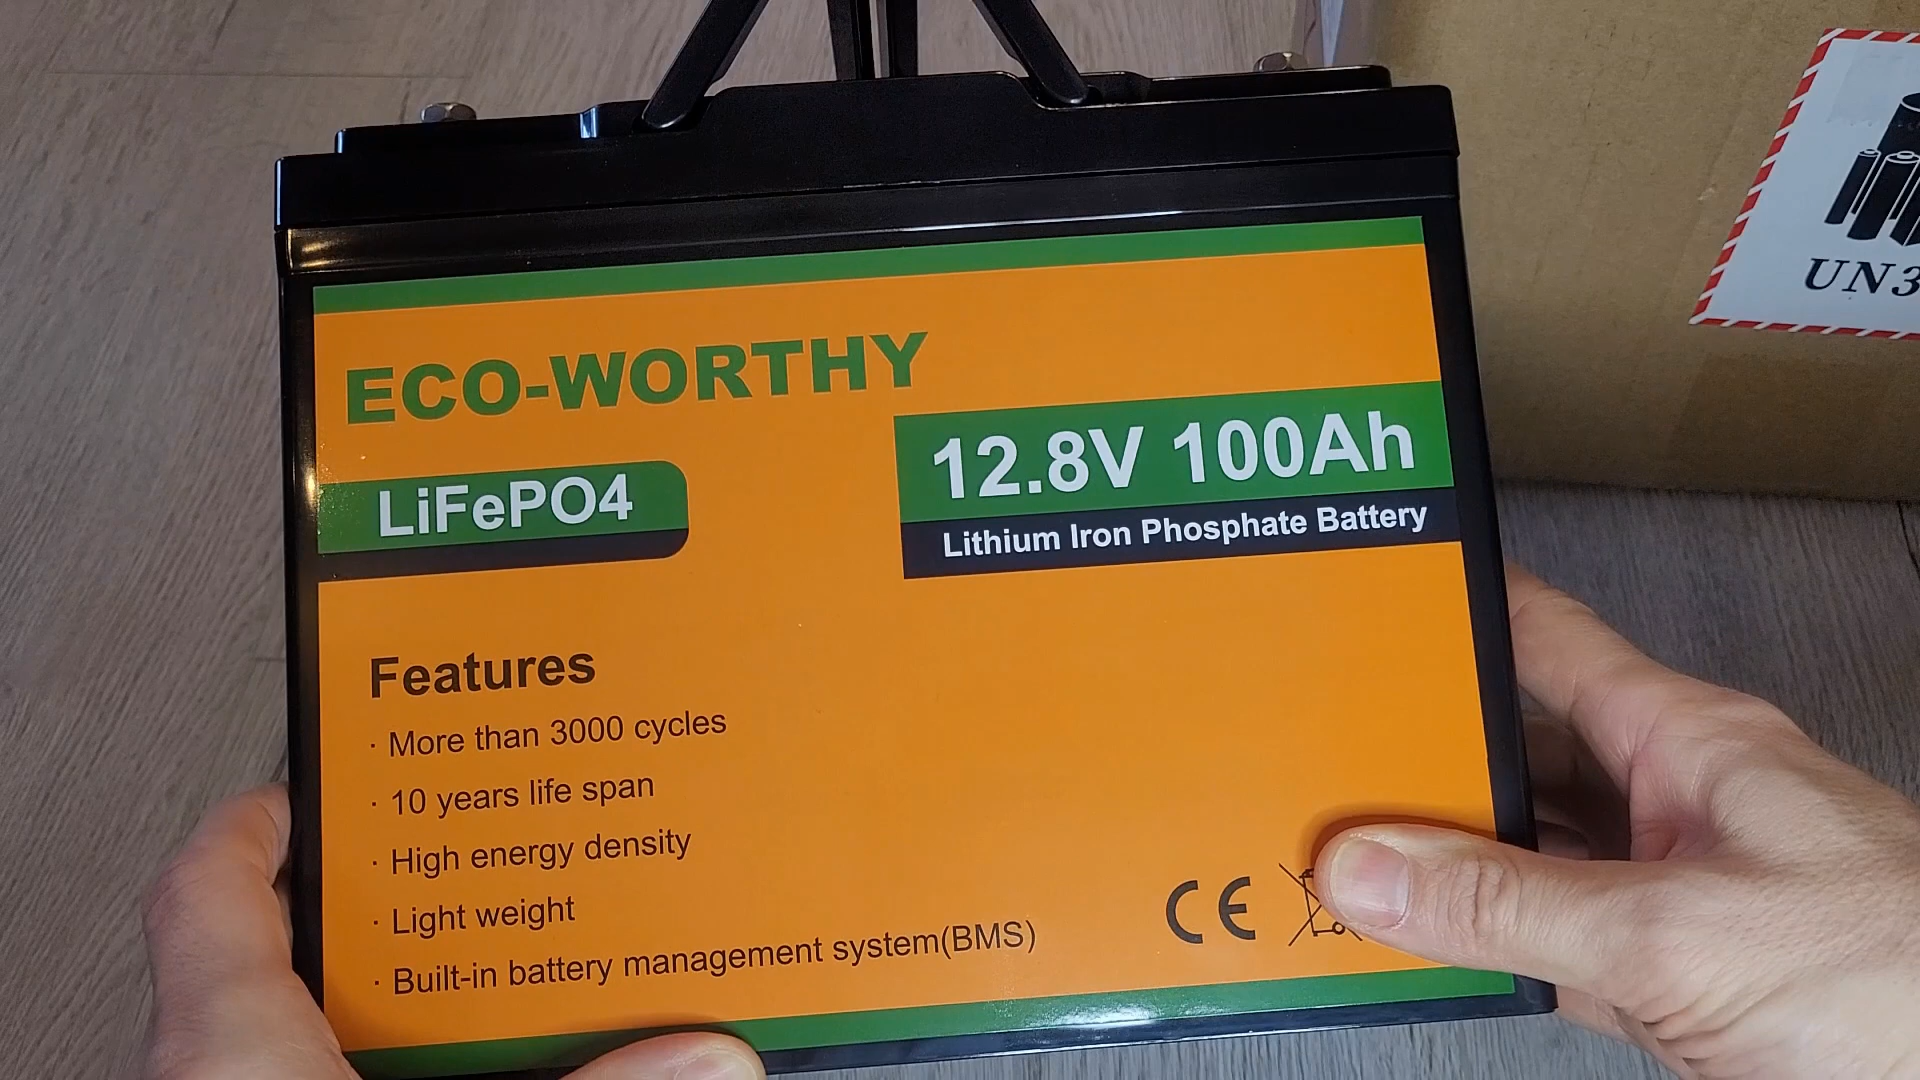 ECO-WORTHY
12.8V 100Ah
LiFePO4
Lithium Iron Phosphate Battery
Features
· More than 3000 cycles
· 10 years life span
· High energy density
· Light weight
· Built-in battery management system(BMS)
CE
UN3